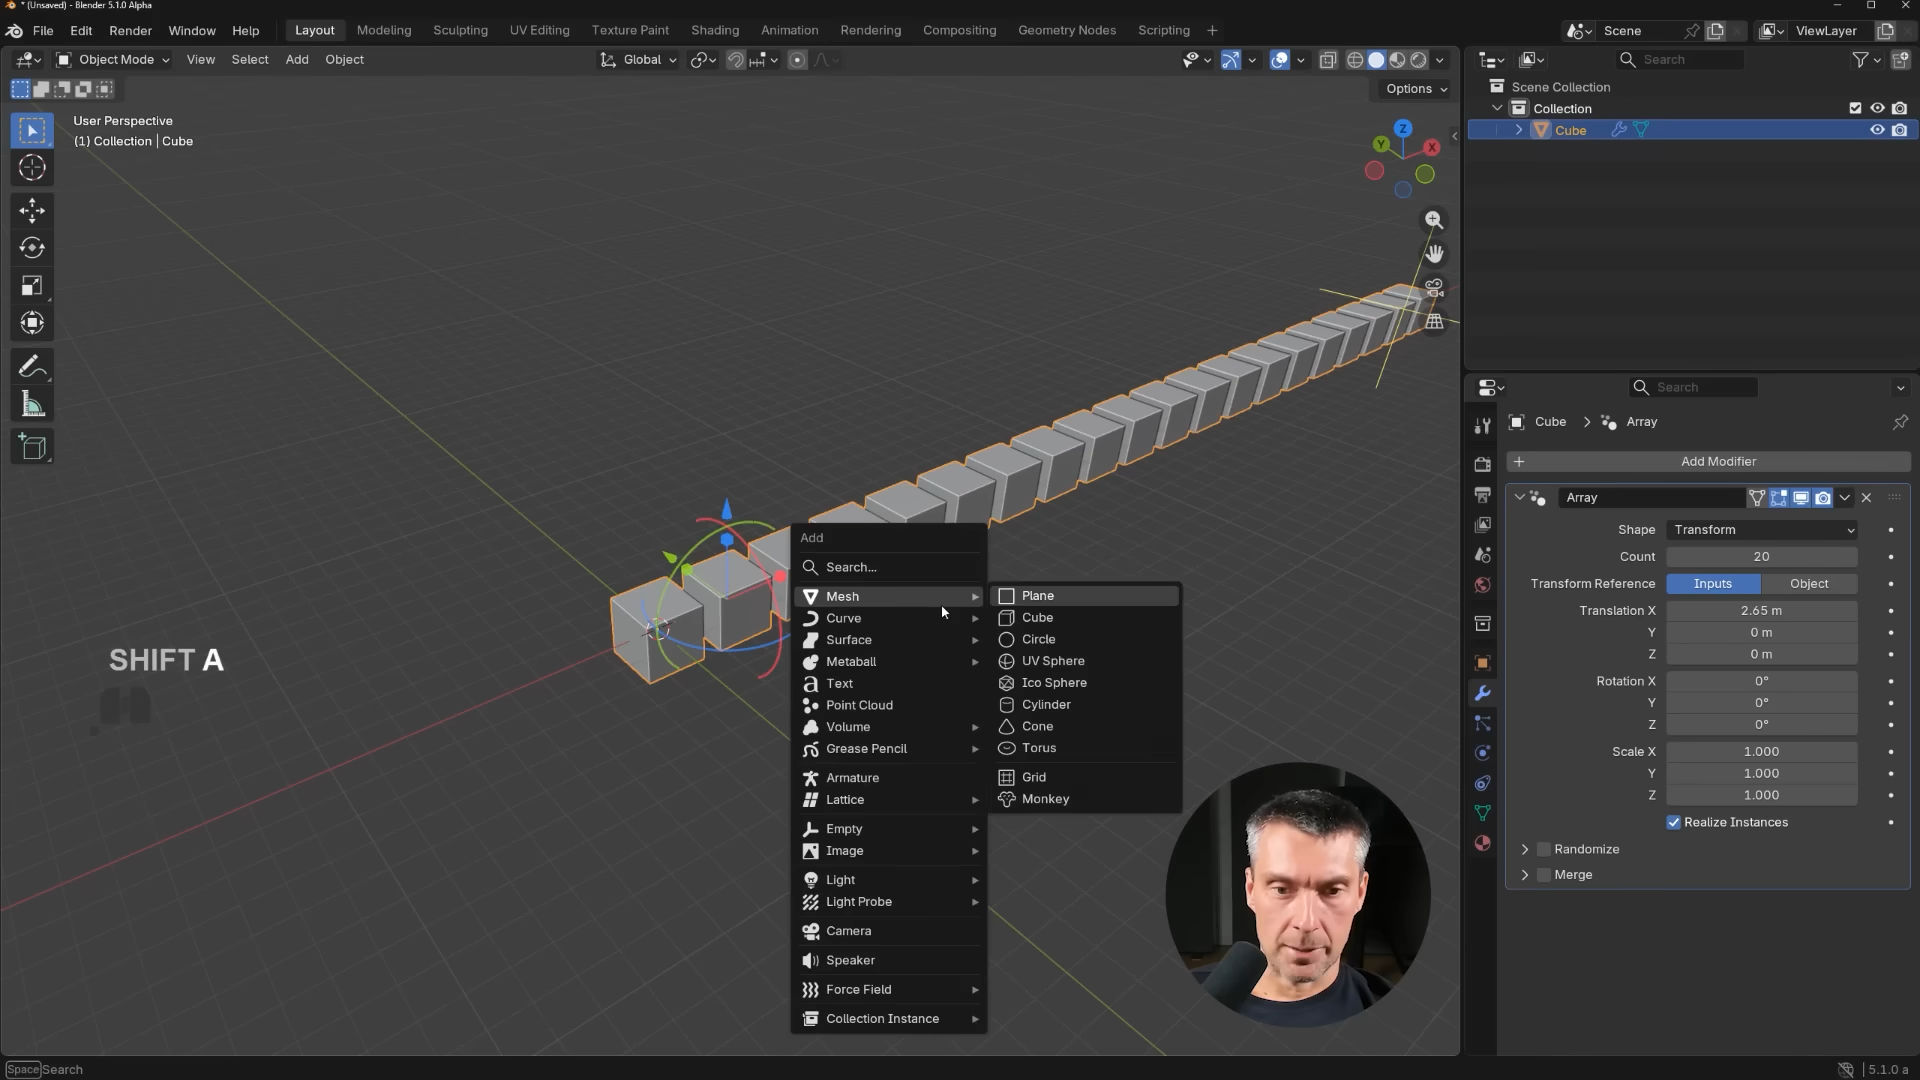 * (Unsaved) - Blender 5.1.0 Alpha
File Edit Render Window Help Layout Modeling Sculpting UV Editing Texture Paint Shading Animation Rendering Compositing Geometry Nodes Scripting + Scene ViewLayer
Object Mode View Select Add Object Global Search
Options
Scene Collection
Collection
Cube
User Perspective
(1) Collection | Cube
Z
Y
X
Search
Cube > Array
+ Add Modifier
Array
Shape Transform
Count 20
Transform Reference Inputs Object
Translation X 2.65 m
Y 0 m
Z 0 m
Rotation X 0°
Y 0°
Z 0°
Scale X 1.000
Y 1.000
Z 1.000
Realize Instances
Randomize
Merge
SHIFT A
Add
Search...
Mesh
Curve
Surface
Metaball
Text
Point Cloud
Volume
Grease Pencil
Armature
Lattice
Empty
Image
Light
Light Probe
Camera
Speaker
Force Field
Collection Instance
Plane
Cube
Circle
UV Sphere
Ico Sphere
Cylinder
Cone
Torus
Grid
Monkey
Space Search
5.1.0 a